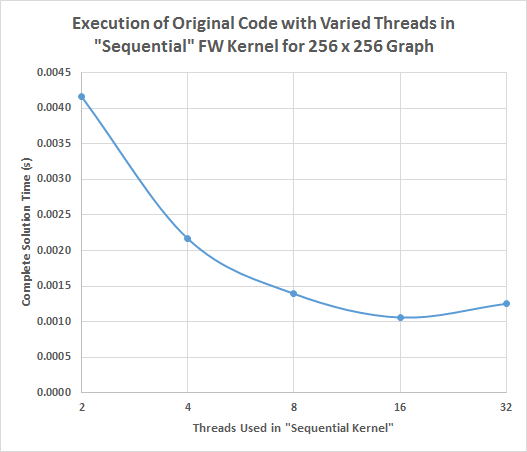 Execution of Original Code with Varied Threads in
"Sequential" FW Kernel for 256 x 256 Graph
0.0045
0.0040
0.0035
0.0030
0.0025
0.0020
0.0015
0.0010
0.0005
0.0000
Complete Solution Time (s)
2 4 8 16 32
Threads Used in "Sequential Kernel"